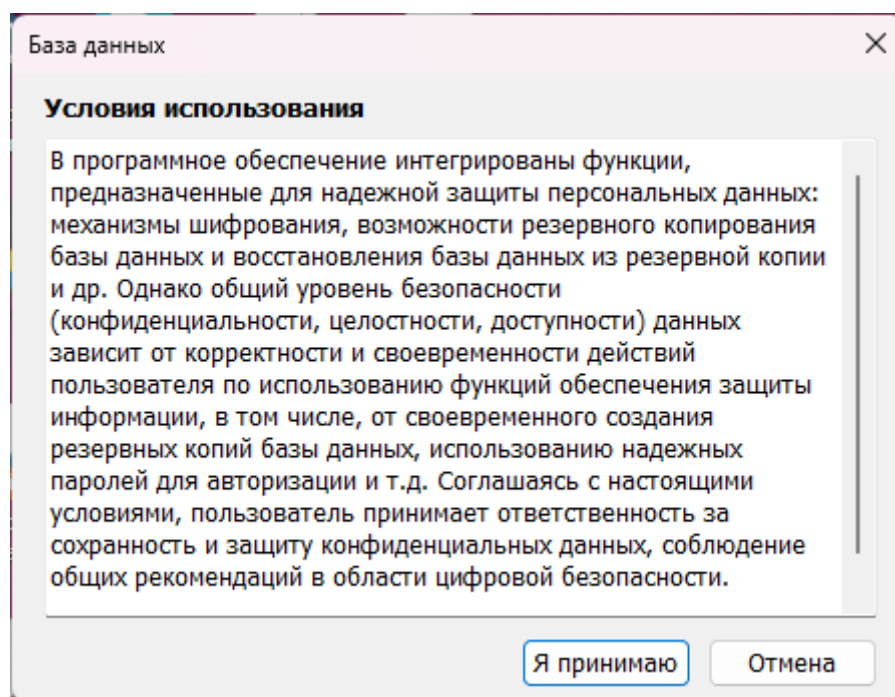 База данных
Условия использования
В программное обеспечение интегрированы функции,
предназначенные для надежной защиты персональных данных:
механизмы шифрования, возможности резервного копирования
базы данных и восстановления базы данных из резервной копии
и др. Однако общий уровень безопасности
(конфиденциальности, целостности, доступности) данных
зависит от корректности и своевременности действий
пользователя по использованию функций обеспечения защиты
информации, в том числе, от своевременного создания
резервных копий базы данных, использованию надежных
паролей для авторизации и т.д. Соглашаясь с настоящими
условиями, пользователь принимает ответственность за
сохранность и защиту конфиденциальных данных, соблюдение
общих рекомендаций в области цифровой безопасности.
Я принимаю Отмена